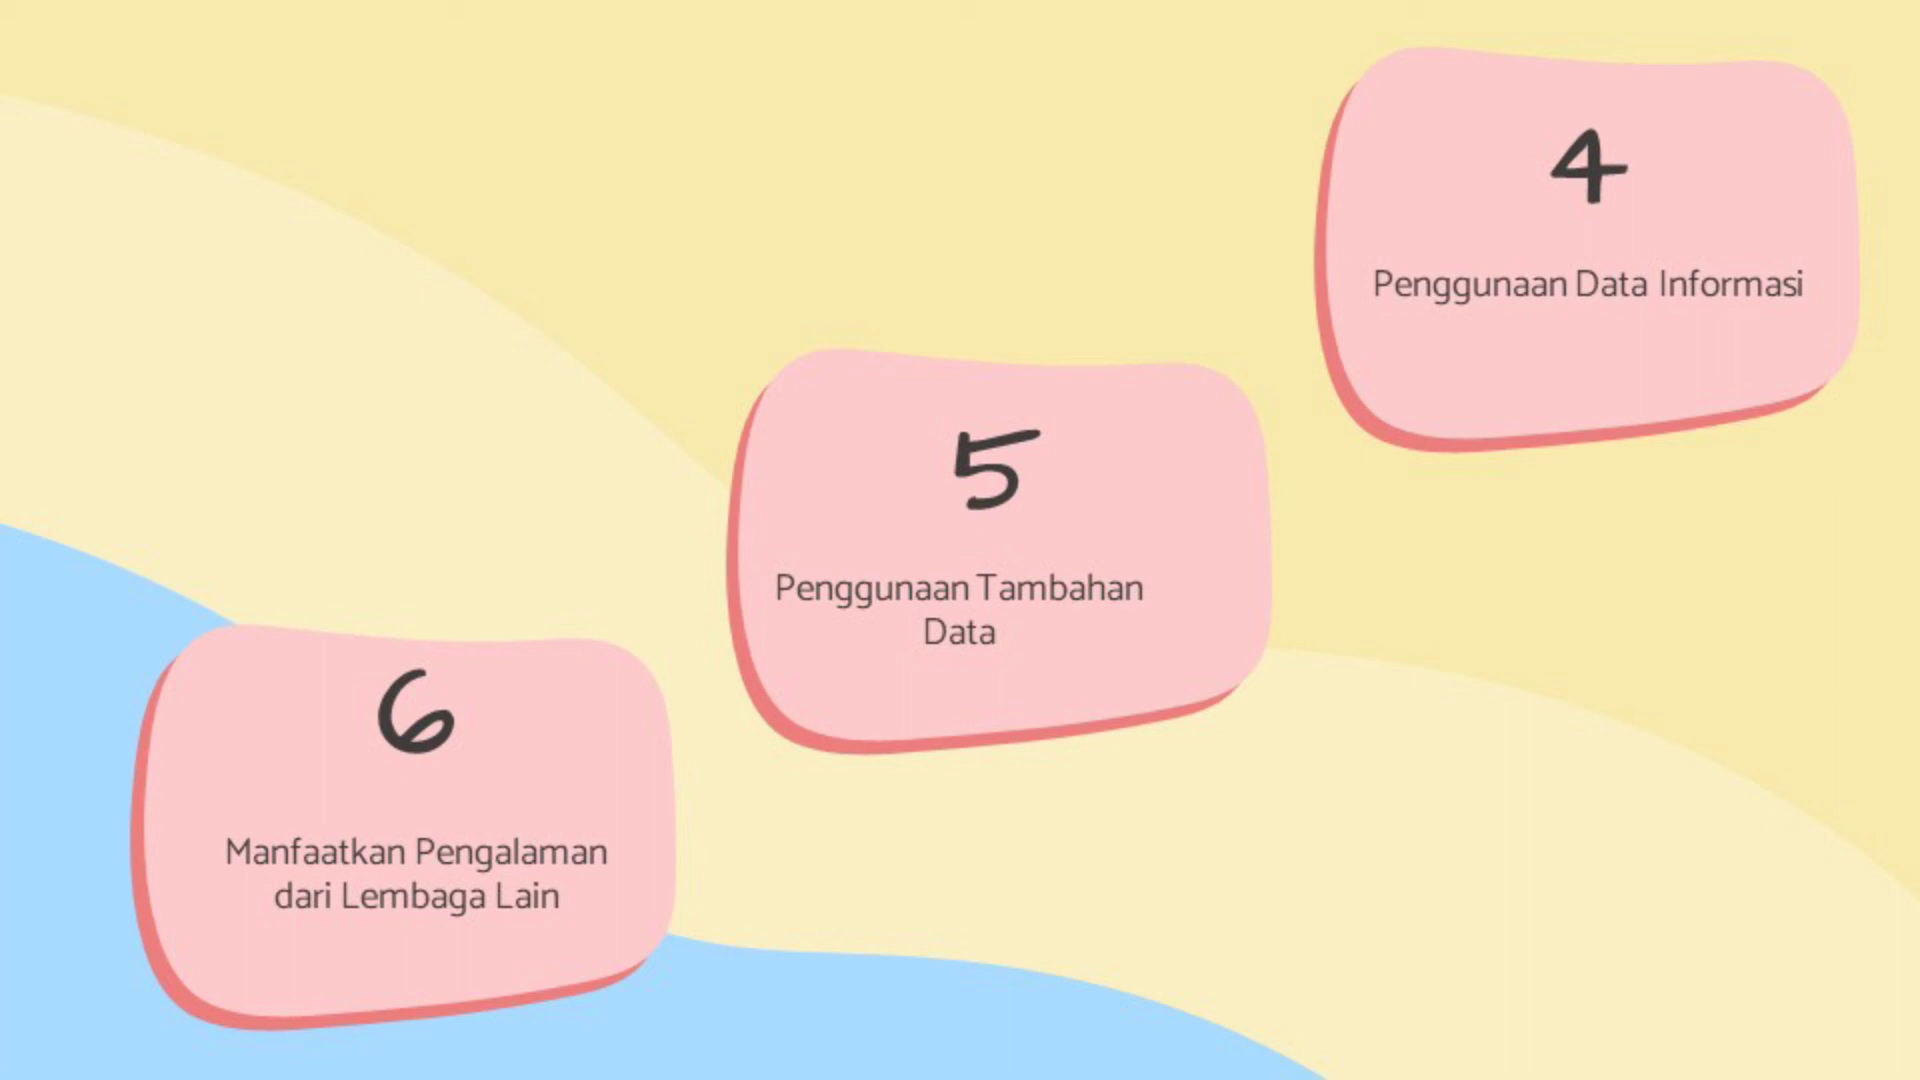 4
Penggunaan Data Informasi
5
Penggunaan Tambahan
Data
6
Manfaatkan Pengalaman
dari Lembaga Lain